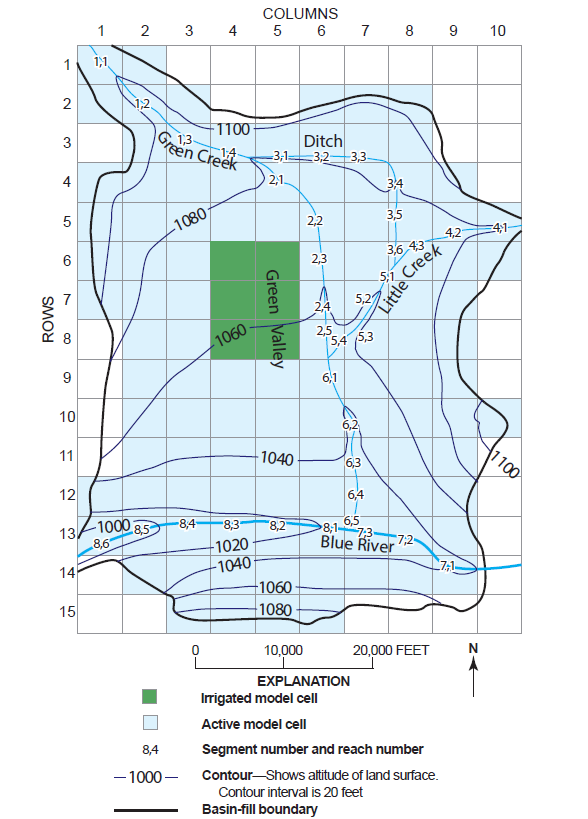 COLUMNS
1 2 3 4 5 6 7 8 9 10
ROWS
1
2
3
4
5
6
7
8
9
10
11
12
13
14
15
1,1
1,2
1,3
1,4
Green Creek
1100
Ditch
3,1 3,2 3,3
2,1
3,4
1080
2,2
3,5
4,2 4,1
2,3
3,6 4,3
5,1
Little Creek
Green Valley
2,4
5,2
1060
2,5
5,4 5,3
6,1
6,2
1040
6,3
1100
6,4
1000 8,5 8,4 8,3 8,2 8,1 6,5 7,3
8,6
1020
Blue River 7,2
1040
7,1
1060
1080
0 10,000 20,000 FEET
N
EXPLANATION
Irrigated model cell
Active model cell
8,4 Segment number and reach number
1000 Contour—Shows altitude of land surface.
Contour interval is 20 feet
Basin-fill boundary